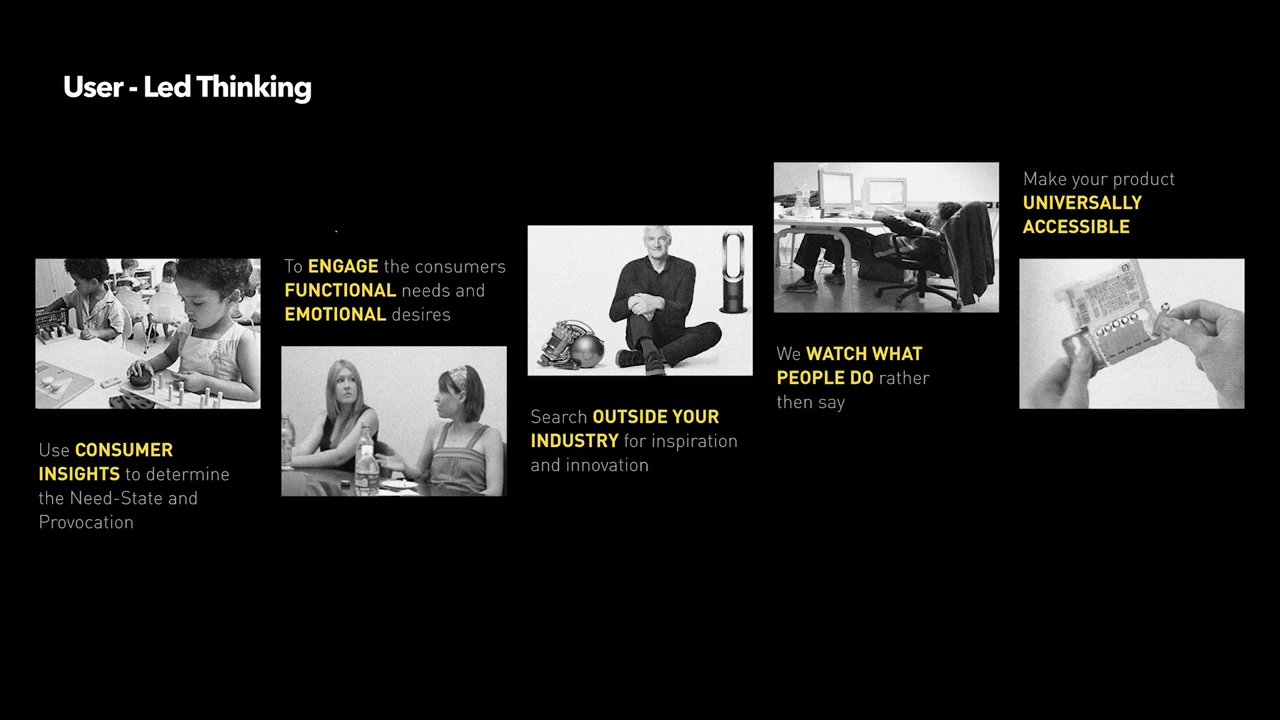 User - Led Thinking
Use CONSUMER
INSIGHTS to determine
the Need-State and
Provocation
To ENGAGE the consumers
FUNCTIONAL needs and
EMOTIONAL desires
Search OUTSIDE YOUR
INDUSTRY for inspiration
and innovation
We WATCH WHAT
PEOPLE DO rather
then say
Make your product
UNIVERSALLY
ACCESSIBLE